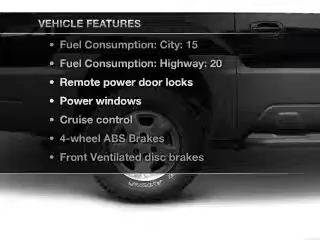 VEHICLE FEATURES
• Fuel Consumption: City: 15
• Fuel Consumption: Highway: 20
• Remote power door locks
• Power windows
• Cruise control
• 4-wheel ABS Brakes
• Front Ventilated disc brakes